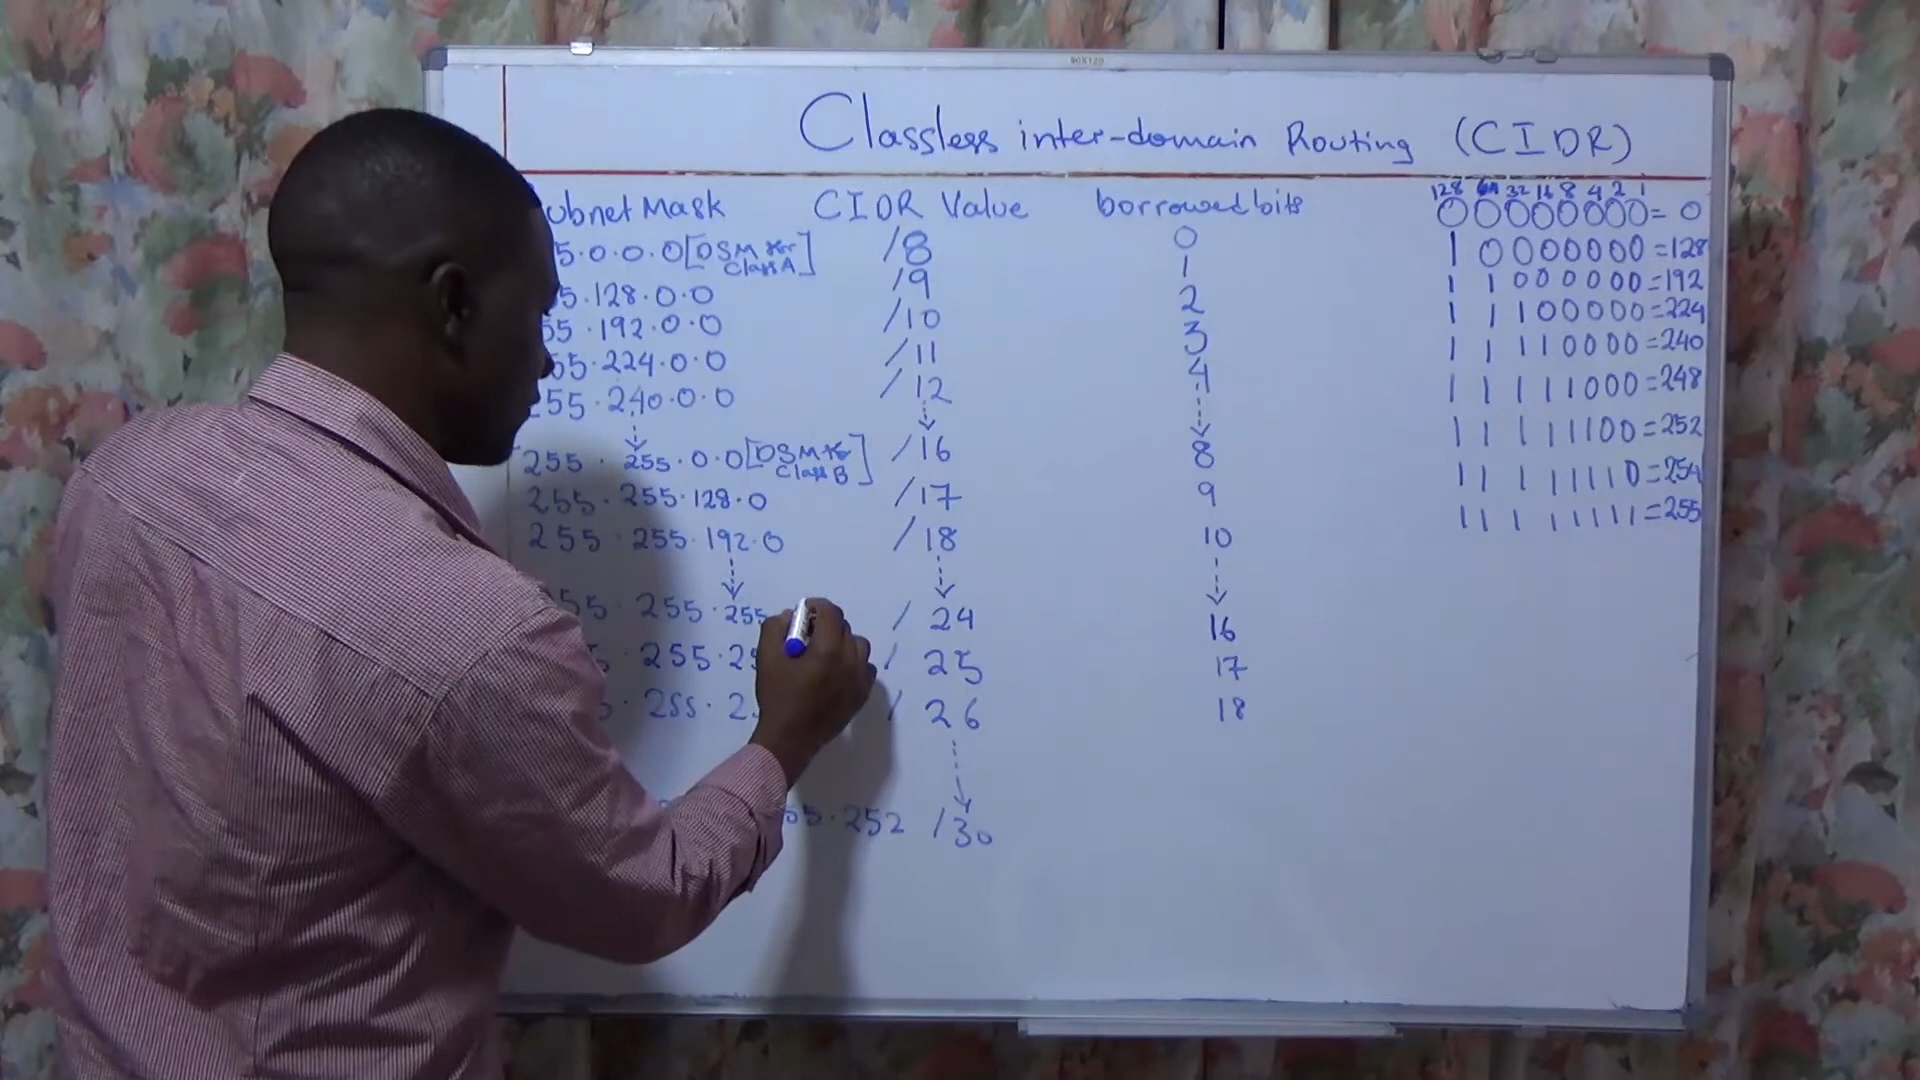 90X120
Classless inter-domain Routing (CIDR)
ubnet Mask CIDR Value borrowed bits
128 64 32 16 8 4 2 1
00000000 = 0
5.0.0.0 [DSM for Class A] /8 0
10000000 = 128
5.128.0.0 /9 1
11000000 = 192
55.192.0.0 /10 2
11100000 = 224
55.224.0.0 /11 3
11110000 = 240
255.240.0.0 /12 4
11111000 = 248
255.255.0.0 [DSM for Class B] /16 8
11111100 = 252
255.255.128.0 /17 9
11111110 = 254
255.255.192.0 /18 10
11111111 = 255
55.255.255 /24 16
5.255.25 /25 17
5.255.2 /26 18
55.252 /30